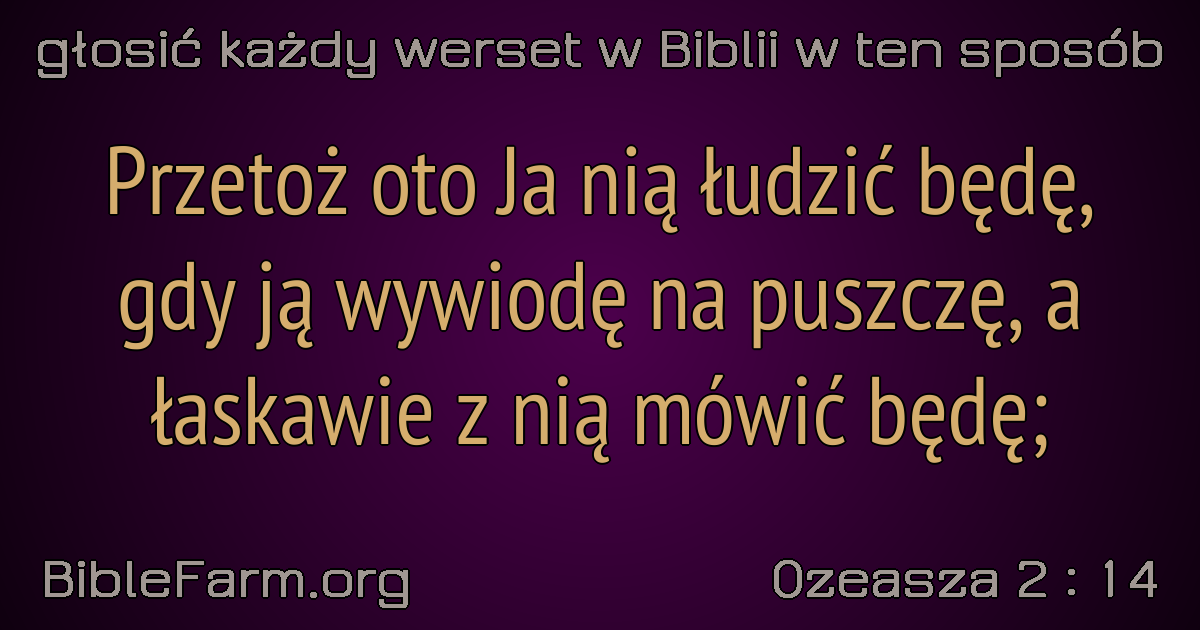 głosić każdy werset w Biblii w ten sposób
Przetoż oto Ja nią łudzić będę,
gdy ją wywiodę na puszczę, a
łaskawie z nią mówić będę;
BibleFarm.org
Ozeasza 2 : 14